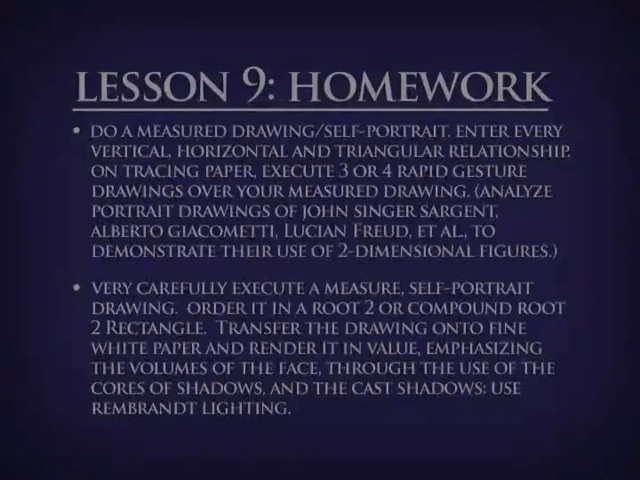 LESSON 9: HOMEWORK
• DO A MEASURED DRAWING/SELF-PORTRAIT. ENTER EVERY
VERTICAL, HORIZONTAL AND TRIANGULAR RELATIONSHIP.
ON TRACING PAPER, EXECUTE 3 OR 4 RAPID GESTURE
DRAWINGS OVER YOUR MEASURED DRAWING. (ANALYZE
PORTRAIT DRAWINGS OF JOHN SINGER SARGENT,
ALBERTO GIACOMETTI, LUCIAN FREUD, ET AL., TO
DEMONSTRATE THEIR USE OF 2-DIMENSIONAL FIGURES.)
• VERY CAREFULLY EXECUTE A MEASURE, SELF-PORTRAIT
DRAWING. ORDER IT IN A ROOT 2 OR COMPOUND ROOT
2 RECTANGLE. TRANSFER THE DRAWING ONTO FINE
WHITE PAPER AND RENDER IT IN VALUE, EMPHASIZING
THE VOLUMES OF THE FACE, THROUGH THE USE OF THE
CORES OF SHADOWS, AND THE CAST SHADOWS: USE
REMBRANDT LIGHTING.